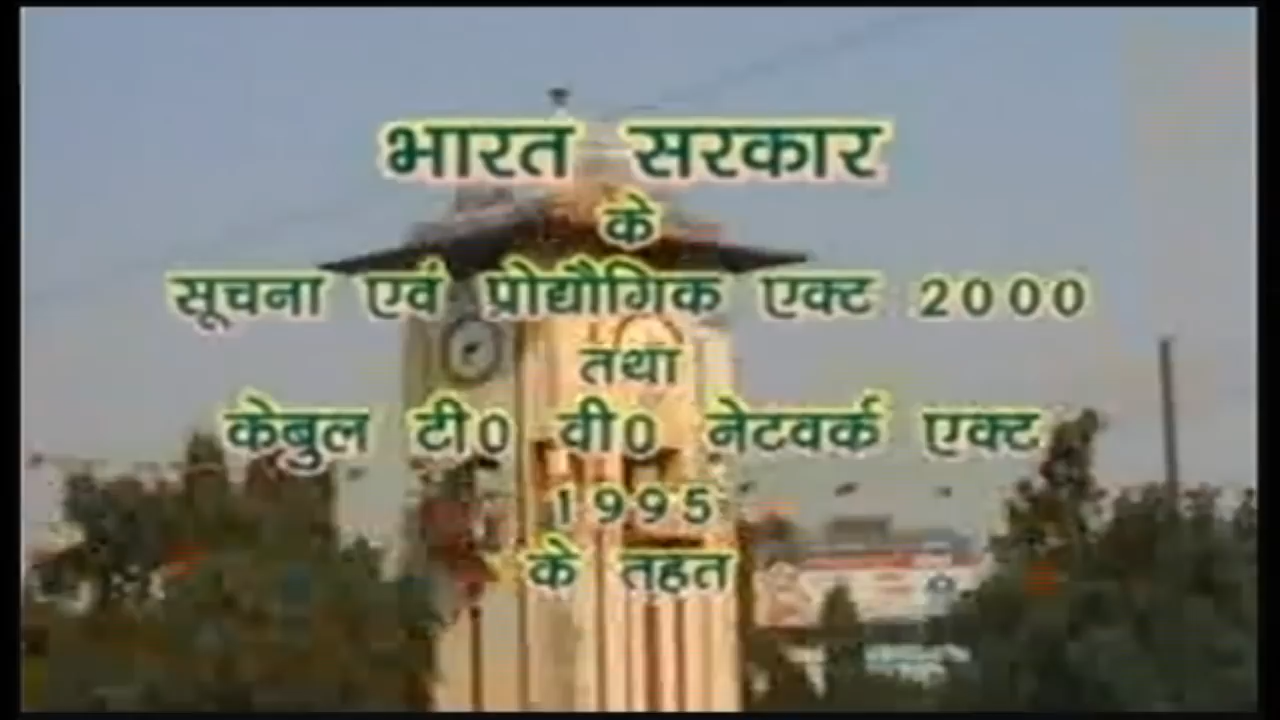 भारत सरकार
के
सूचना एवं प्रोद्यौगिक एक्ट 2000
तथा
केबुल टी0 वी0 नेटवर्क एक्ट
1995
के तहत